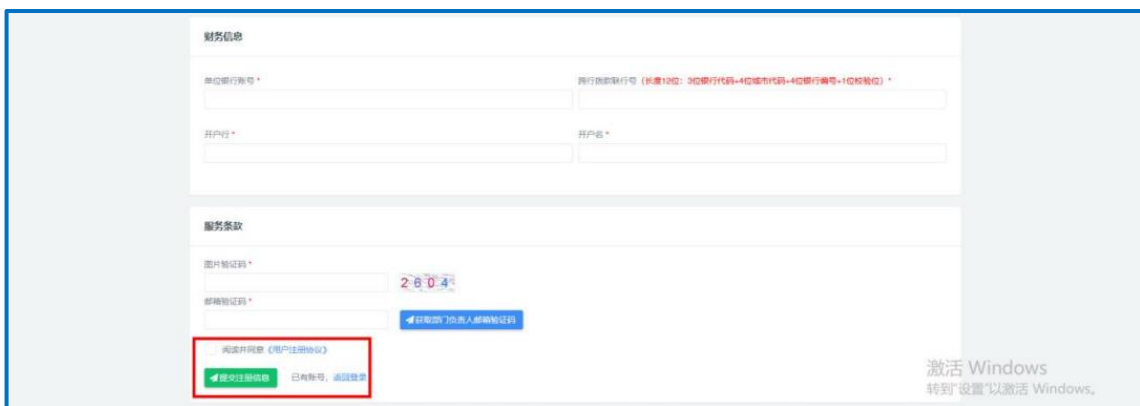 财务信息
单位银行账号 *
跨行拨款联行号（长度12位：3位银行代码+4位城市代码+4位银行编号+1位校验位）*
开户行 *
开户名 *
服务条款
图片验证码 *
2604
邮箱验证码 *
获取部门负责人邮箱验证码
阅读并同意《用户注册协议》
提交注册信息
已有账号，返回登录
激活 Windows
转到"设置"以激活 Windows。